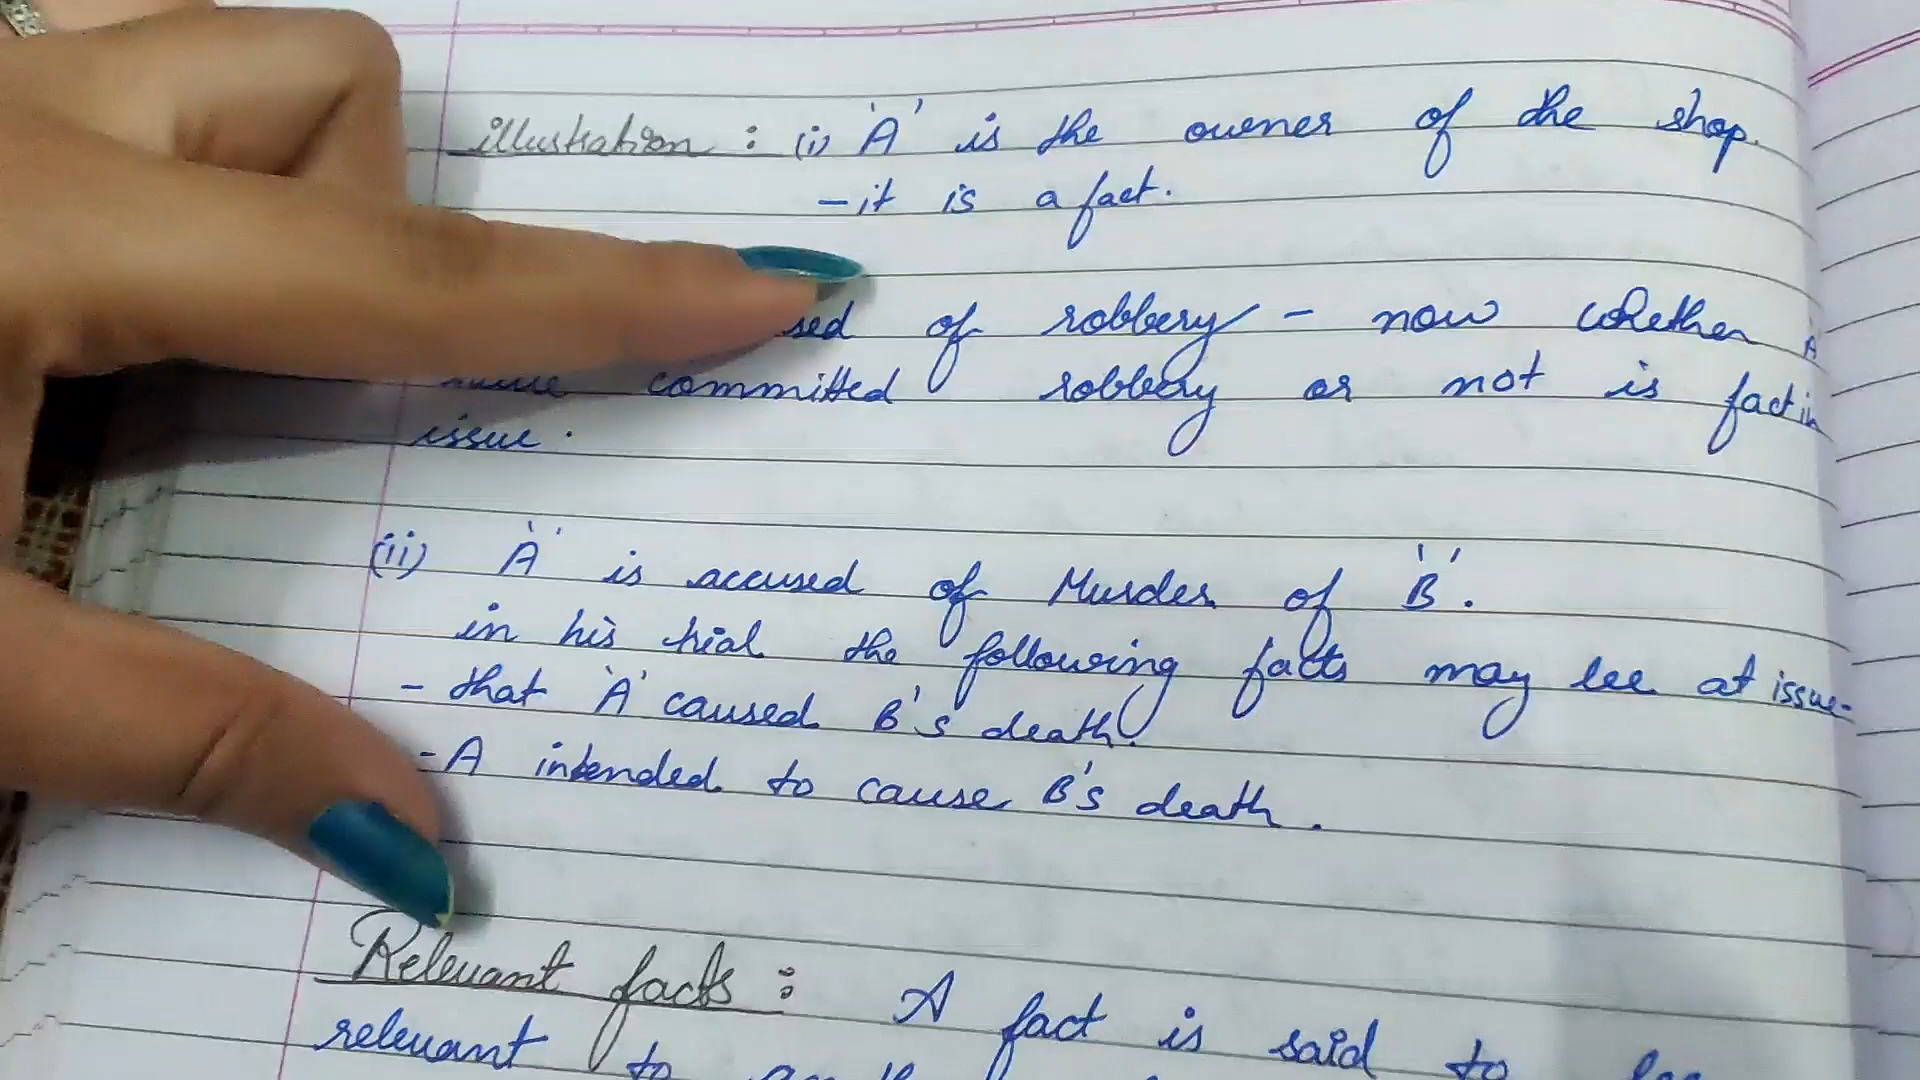 illustration : (i) 'A' is the owner of the shop.
- it is a fact.
of robbery - now whether A
committed robbery or not is fact in
issue.
(ii) 'A' is accused of Murder of 'B'.
in his trial the following facts may be at issue-
- that 'A' caused B's death.
- A intended to cause B's death.
Relevant facts : A fact is said to
relevant to